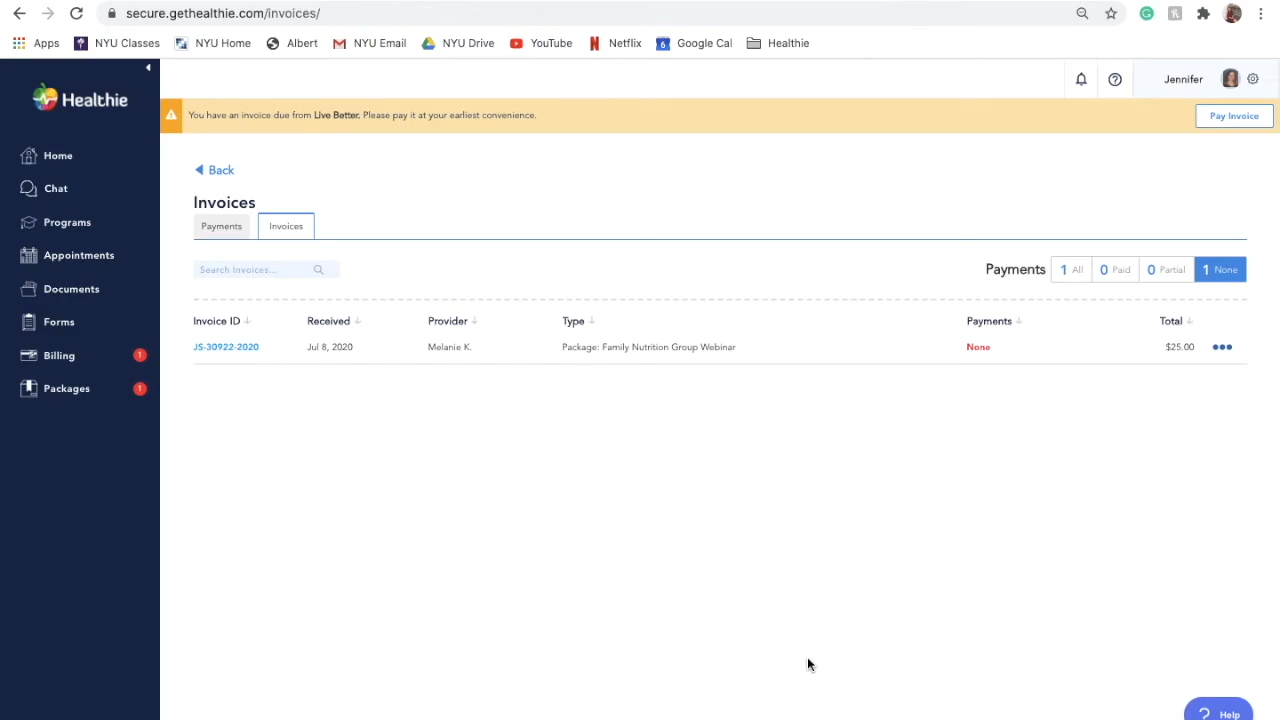 secure.gethealthie.com/invoices/
Apps NYU Classes NYU Home Albert NYU Email NYU Drive YouTube Netflix 6 Google Cal Healthie
Healthie
Jennifer
You have an invoice due from Live Better. Please pay it at your earliest convenience. Pay Invoice
Home
Chat
Programs
Appointments
Documents
Forms
Billing 1
Packages 1
Back
Invoices
Payments Invoices
Search Invoices... Payments 1 All 0 Paid 0 Partial 1 None
Invoice ID Received Provider Type Payments Total
JS-30922-2020 Jul 8, 2020 Melanie K. Package: Family Nutrition Group Webinar None $25.00
? Help